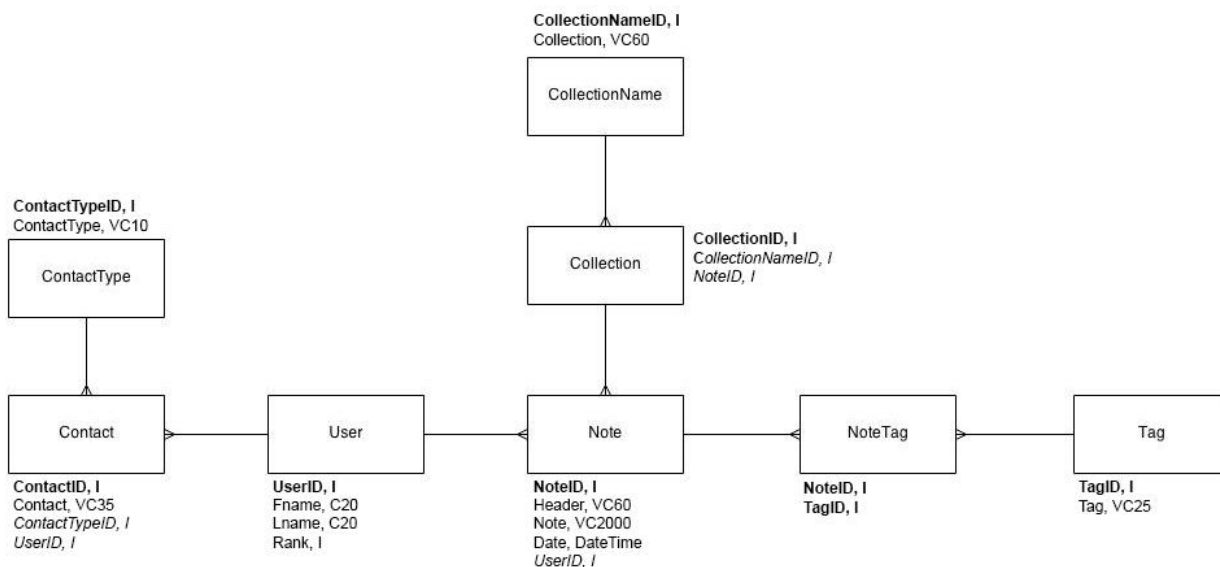 CollectionNameID, I
Collection, VC60
CollectionName
ContactTypeID, I
ContactType, VC10
ContactType
Collection
CollectionID, I
CollectionNameID, I
NoteID, I
Contact
User
Note
NoteTag
Tag
ContactID, I
Contact, VC35
ContactTypeID, I
UserID, I
UserID, I
Fname, C20
Lname, C20
Rank, I
NoteID, I
Header, VC60
Note, VC2000
Date, DateTime
UserID, I
NoteID, I
TagID, I
TagID, I
Tag, VC25